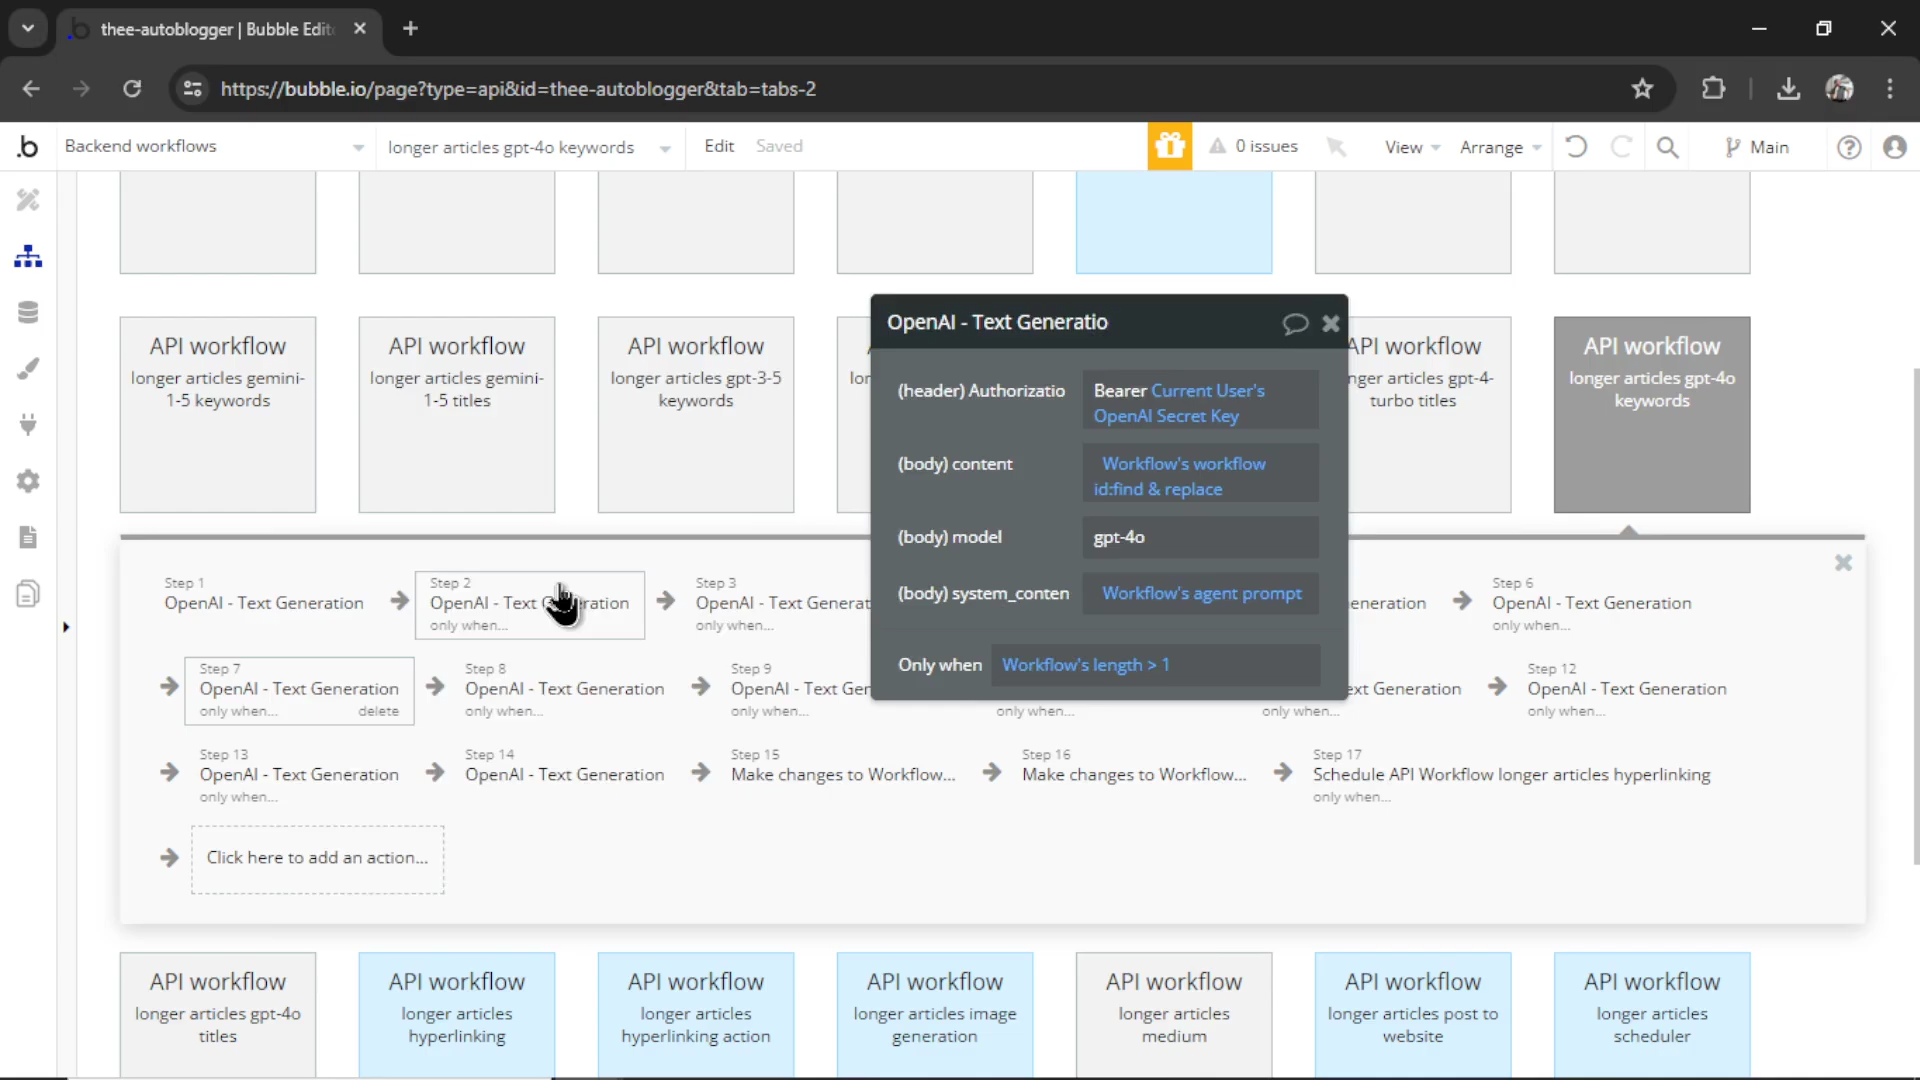 thee-autoblogger | Bubble Edit
https://bubble.io/page?type=api&id=thee-autoblogger&tab=tabs-2
b
Backend workflows
longer articles gpt-4o keywords
Edit
Saved
0 issues
View
Arrange
Main
API workflow
longer articles gemini-
1-5 keywords
API workflow
longer articles gemini-
1-5 titles
API workflow
longer articles gpt-3-5
keywords
API workflow
nger articles gpt-4-
turbo titles
API workflow
longer articles gpt-4o
keywords
OpenAI - Text Generatio
(header) Authorizatio
Bearer Current User's
OpenAI Secret Key
(body) content
Workflow's workflow
id:find & replace
(body) model
gpt-4o
(body) system_conten
Workflow's agent prompt
Only when
Workflow's length > 1
Step 1
OpenAI - Text Generation
Step 2
OpenAI - Text Generation
only when...
Step 3
OpenAI - Text Generat
only when...
eneration
Step 6
OpenAI - Text Generation
only when...
Step 7
OpenAI - Text Generation
only when...
delete
Step 8
OpenAI - Text Generation
only when...
Step 9
OpenAI - Text Ger
only when...
only when...
ext Generation
only when...
Step 12
OpenAI - Text Generation
only when...
Step 13
OpenAI - Text Generation
only when...
Step 14
OpenAI - Text Generation
Step 15
Make changes to Workflow...
Step 16
Make changes to Workflow...
Step 17
Schedule API Workflow longer articles hyperlinking
only when...
Click here to add an action...
API workflow
longer articles gpt-4o
titles
API workflow
longer articles
hyperlinking
API workflow
longer articles
hyperlinking action
API workflow
longer articles image
generation
API workflow
longer articles
medium
API workflow
longer articles post to
website
API workflow
longer articles
scheduler